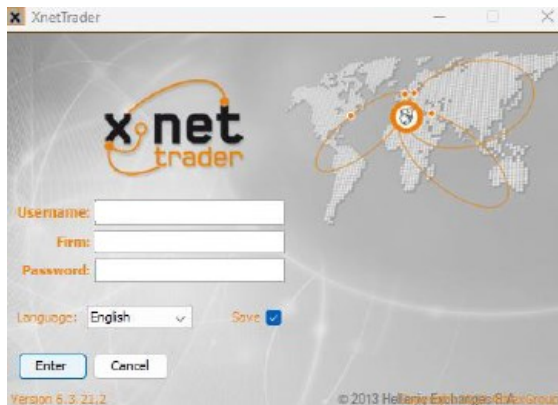 XnetTrader
x net
trader
Username:
Firm:
Password:
Language: English Save
Enter Cancel
Version 6.3.21.2
© 2013 Hellenic Exchanges S.A.